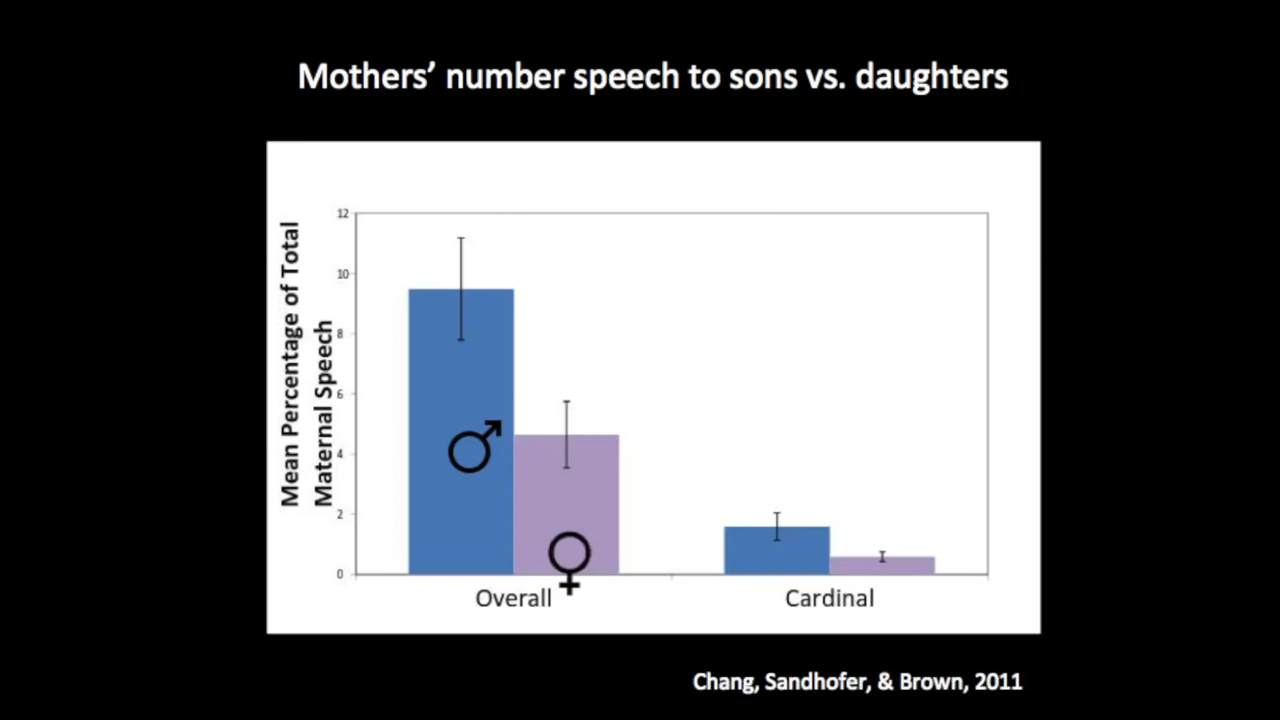 Mothers’ number speech to sons vs. daughters
Mean Percentage of Total
Maternal Speech
12
10
8
6
4
2
0
Overall
Cardinal
Chang, Sandhofer, & Brown, 2011